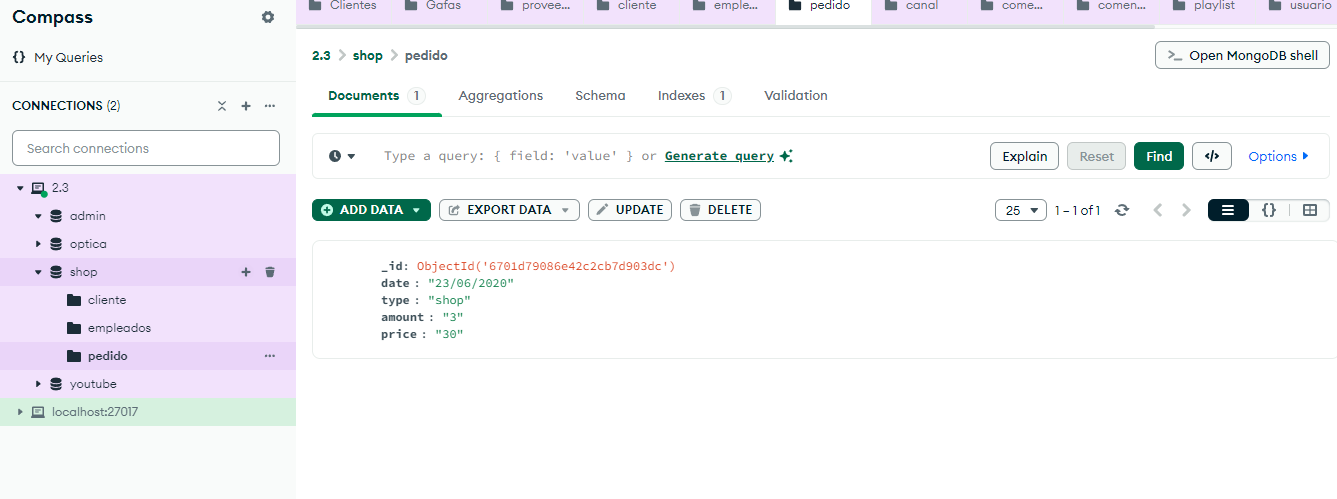 Compass
{} My Queries
CONNECTIONS (2)
Search connections
2.3
admin
optica
shop
cliente
empleados
pedido
youtube
localhost:27017
Clientes Gafas provee... cliente emple... pedido canal come... comen... playlist usuario
2.3 > shop > pedido
>_ Open MongoDB shell
Documents 1 Aggregations Schema Indexes 1 Validation
Type a query: { field: 'value' } or Generate query
Explain Reset Find </> Options
ADD DATA EXPORT DATA UPDATE DELETE
25 1 – 1 of 1 {}
_id: ObjectId('6701d79086e42c2cb7d903dc')
date : "23/06/2020"
type : "shop"
amount : "3"
price : "30"